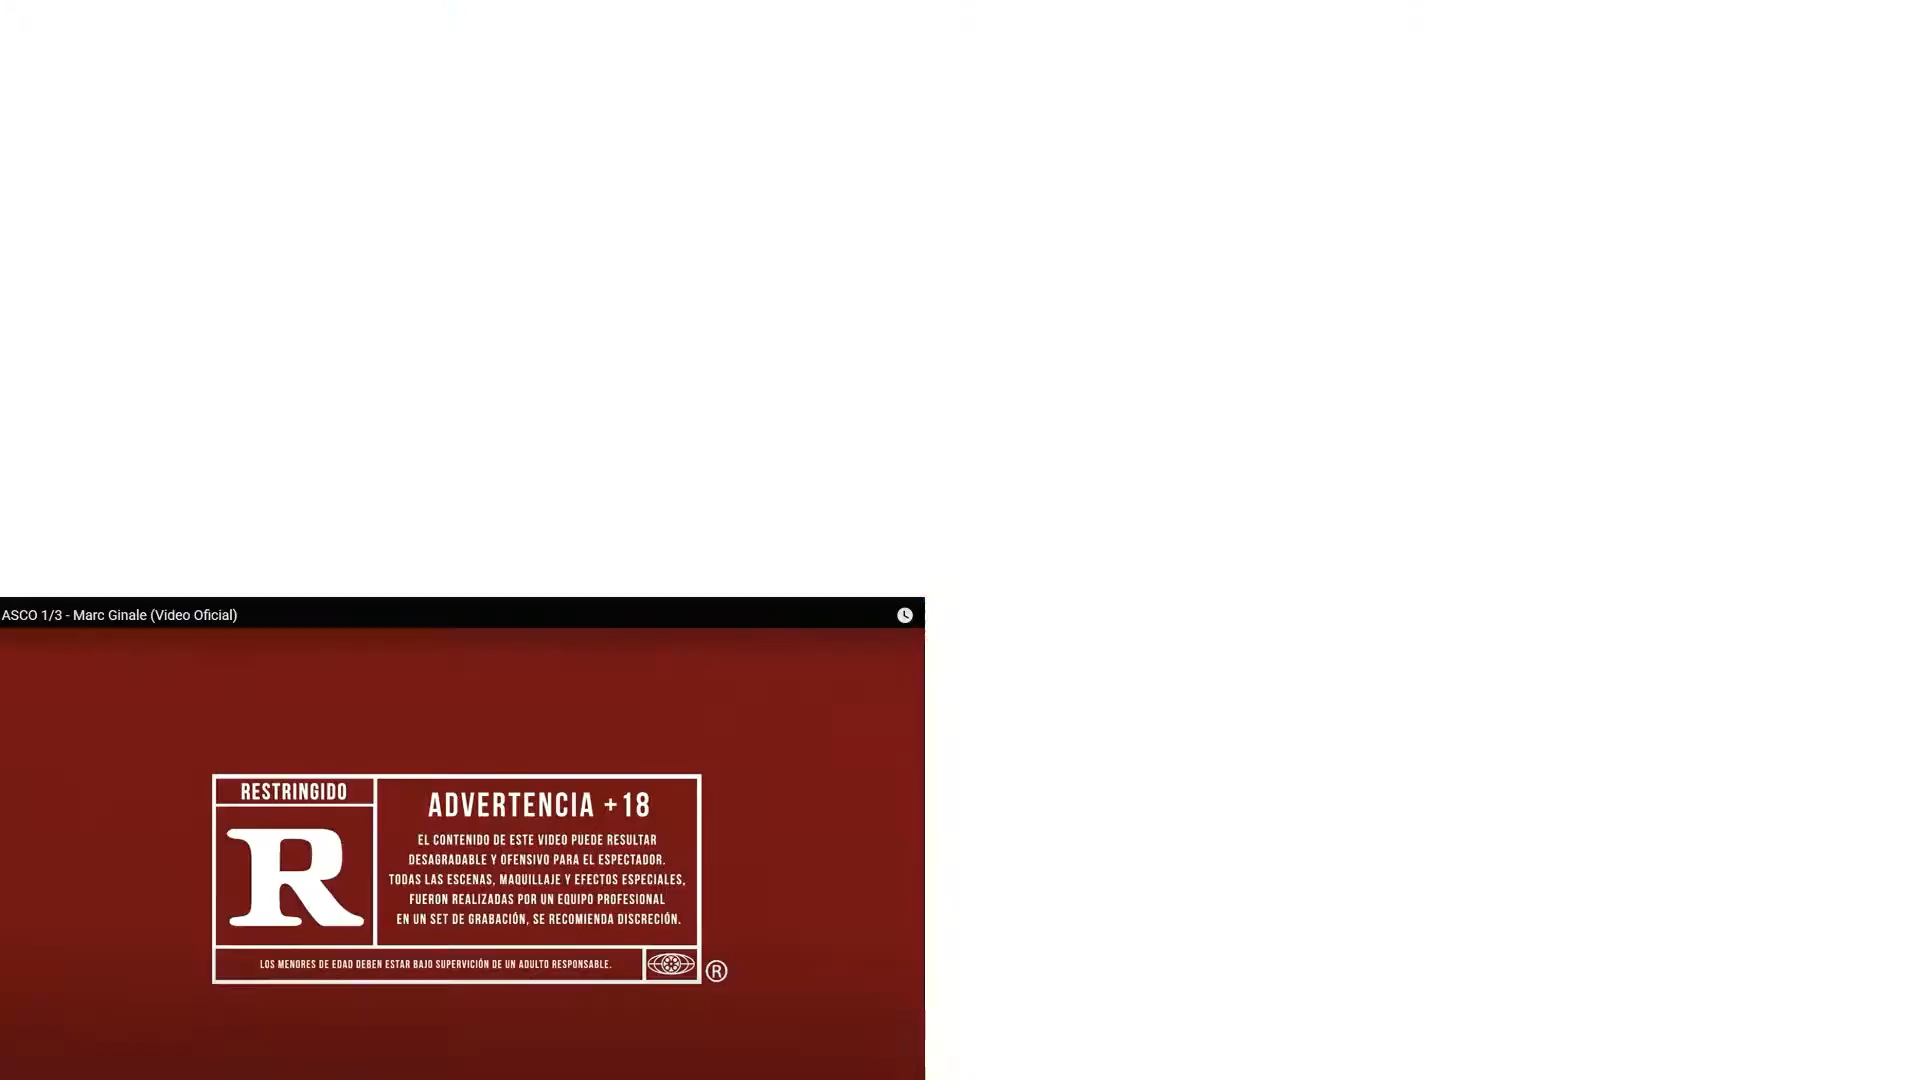 ASCO 1/3 - Marc Ginale (Video Oficial)
RESTRINGIDO
R
ADVERTENCIA +18
EL CONTENIDO DE ESTE VIDEO PUEDE RESULTAR
DESAGRADABLE Y OFENSIVO PARA EL ESPECTADOR.
TODAS LAS ESCENAS, MAQUILLAJE Y EFECTOS ESPECIALES,
FUERON REALIZADAS POR UN EQUIPO PROFESIONAL
EN UN SET DE GRABACIÓN, SE RECOMIENDA DISCRECIÓN.
LOS MENORES DE EDAD DEBEN ESTAR BAJO SUPERVICIÓN DE UN ADULTO RESPONSABLE.
®